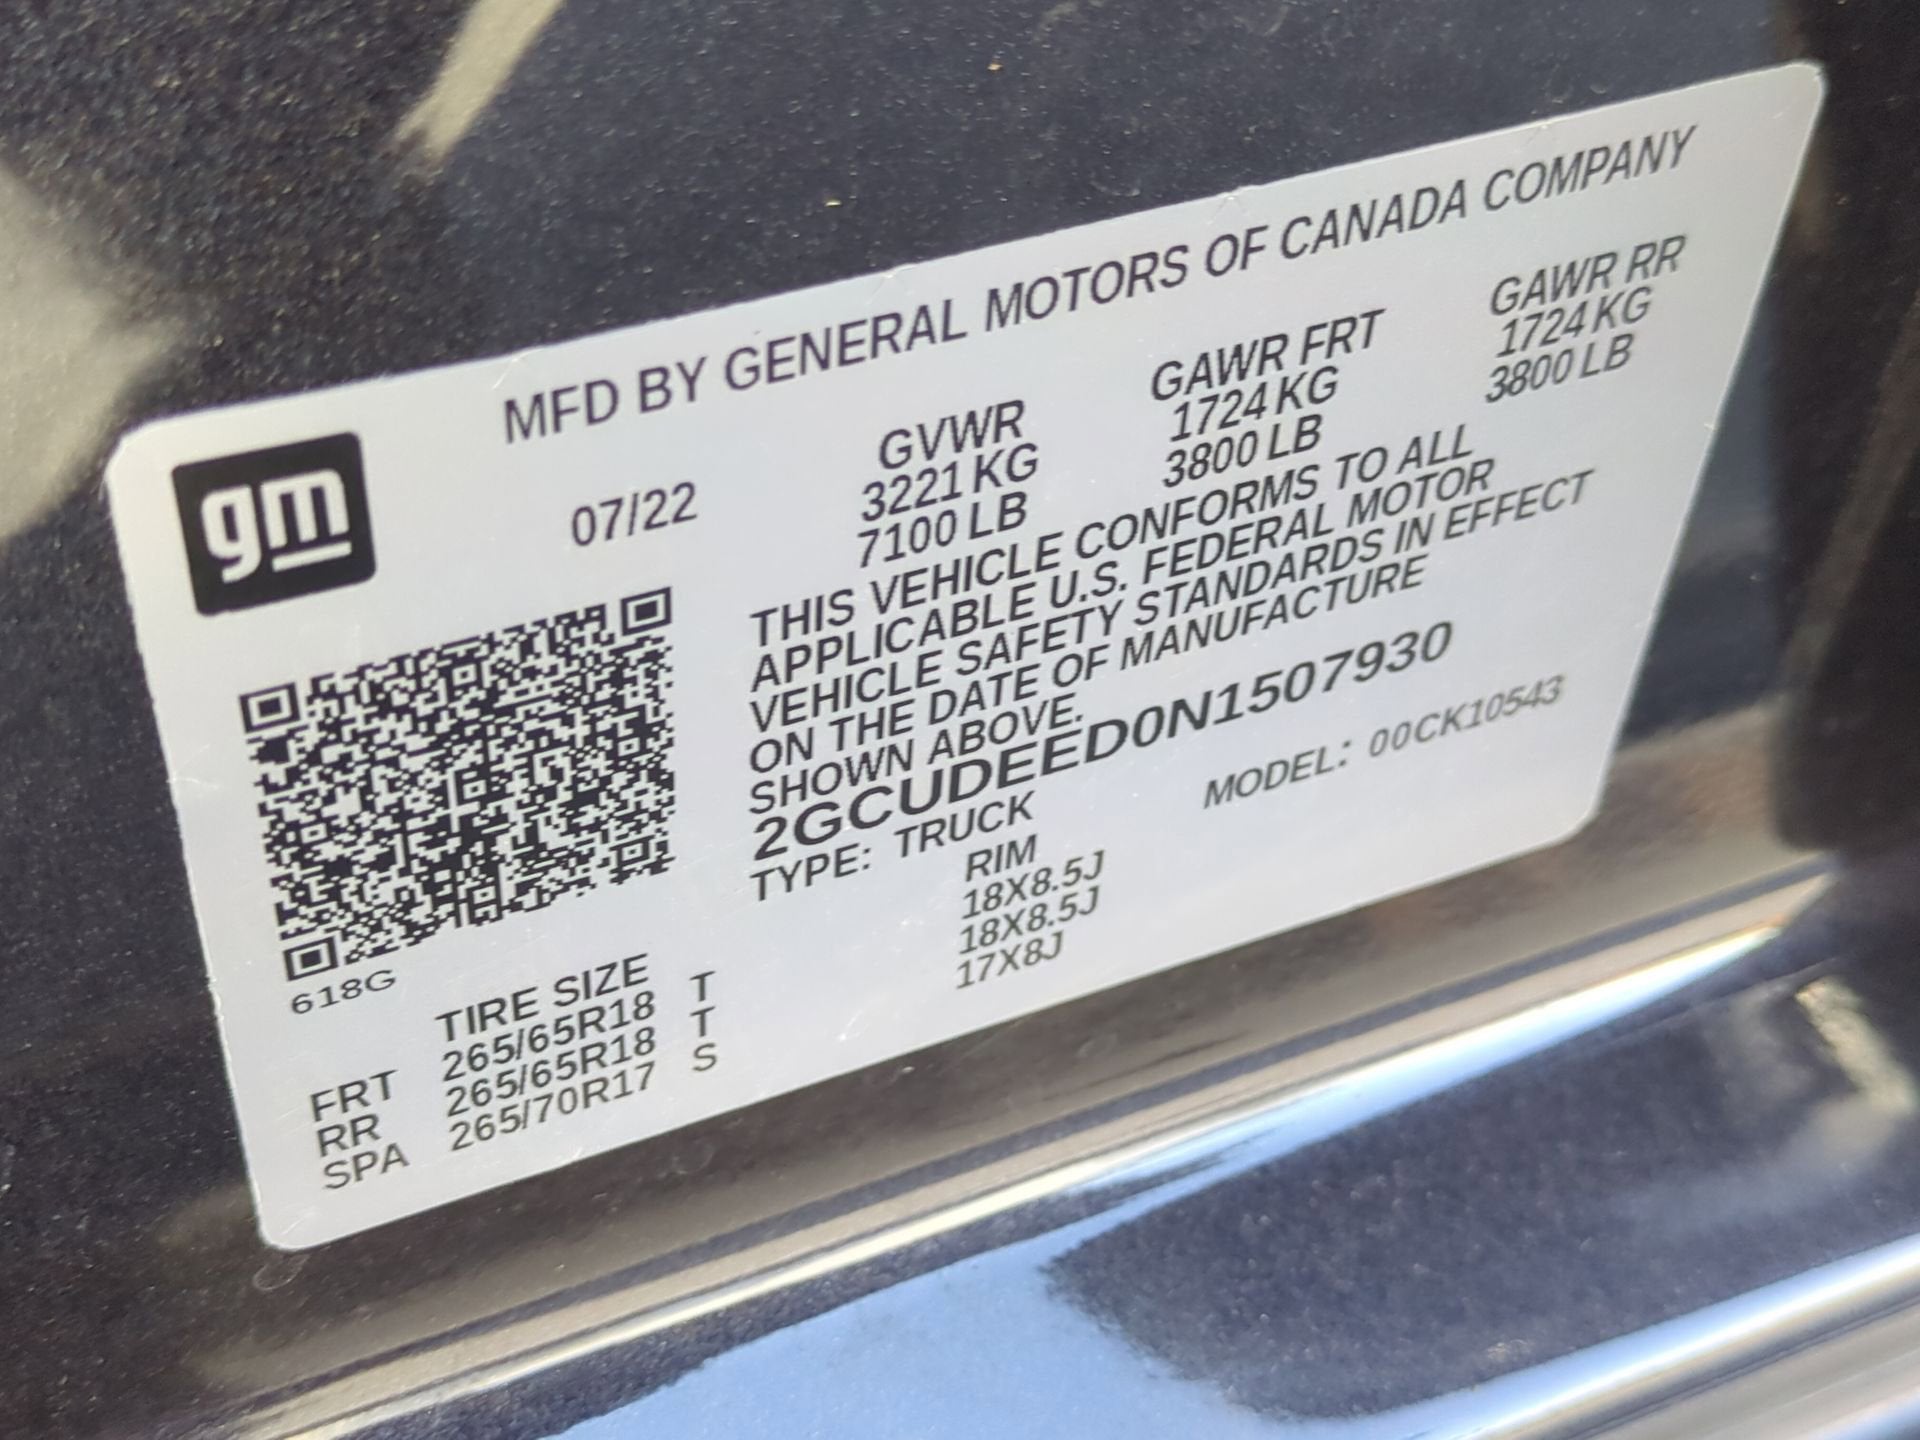 MFD BY GENERAL MOTORS OF CANADA COMPANY
gm
07/22
GVWR
3221 KG
7100 LB
GAWR FRT
1724 KG
3800 LB
GAWR RR
1724 KG
3800 LB
THIS VEHICLE CONFORMS TO ALL
APPLICABLE U.S. FEDERAL MOTOR
VEHICLE SAFETY STANDARDS IN EFFECT
ON THE DATE OF MANUFACTURE
SHOWN ABOVE.
2GCUDEED0N1507930
TYPE: TRUCK
MODEL: 00CK10543
618G
TIRE SIZE
RIM
FRT 265/65R18 T 18X8.5J
RR 265/65R18 T 18X8.5J
SPA 265/70R17 S 17X8J